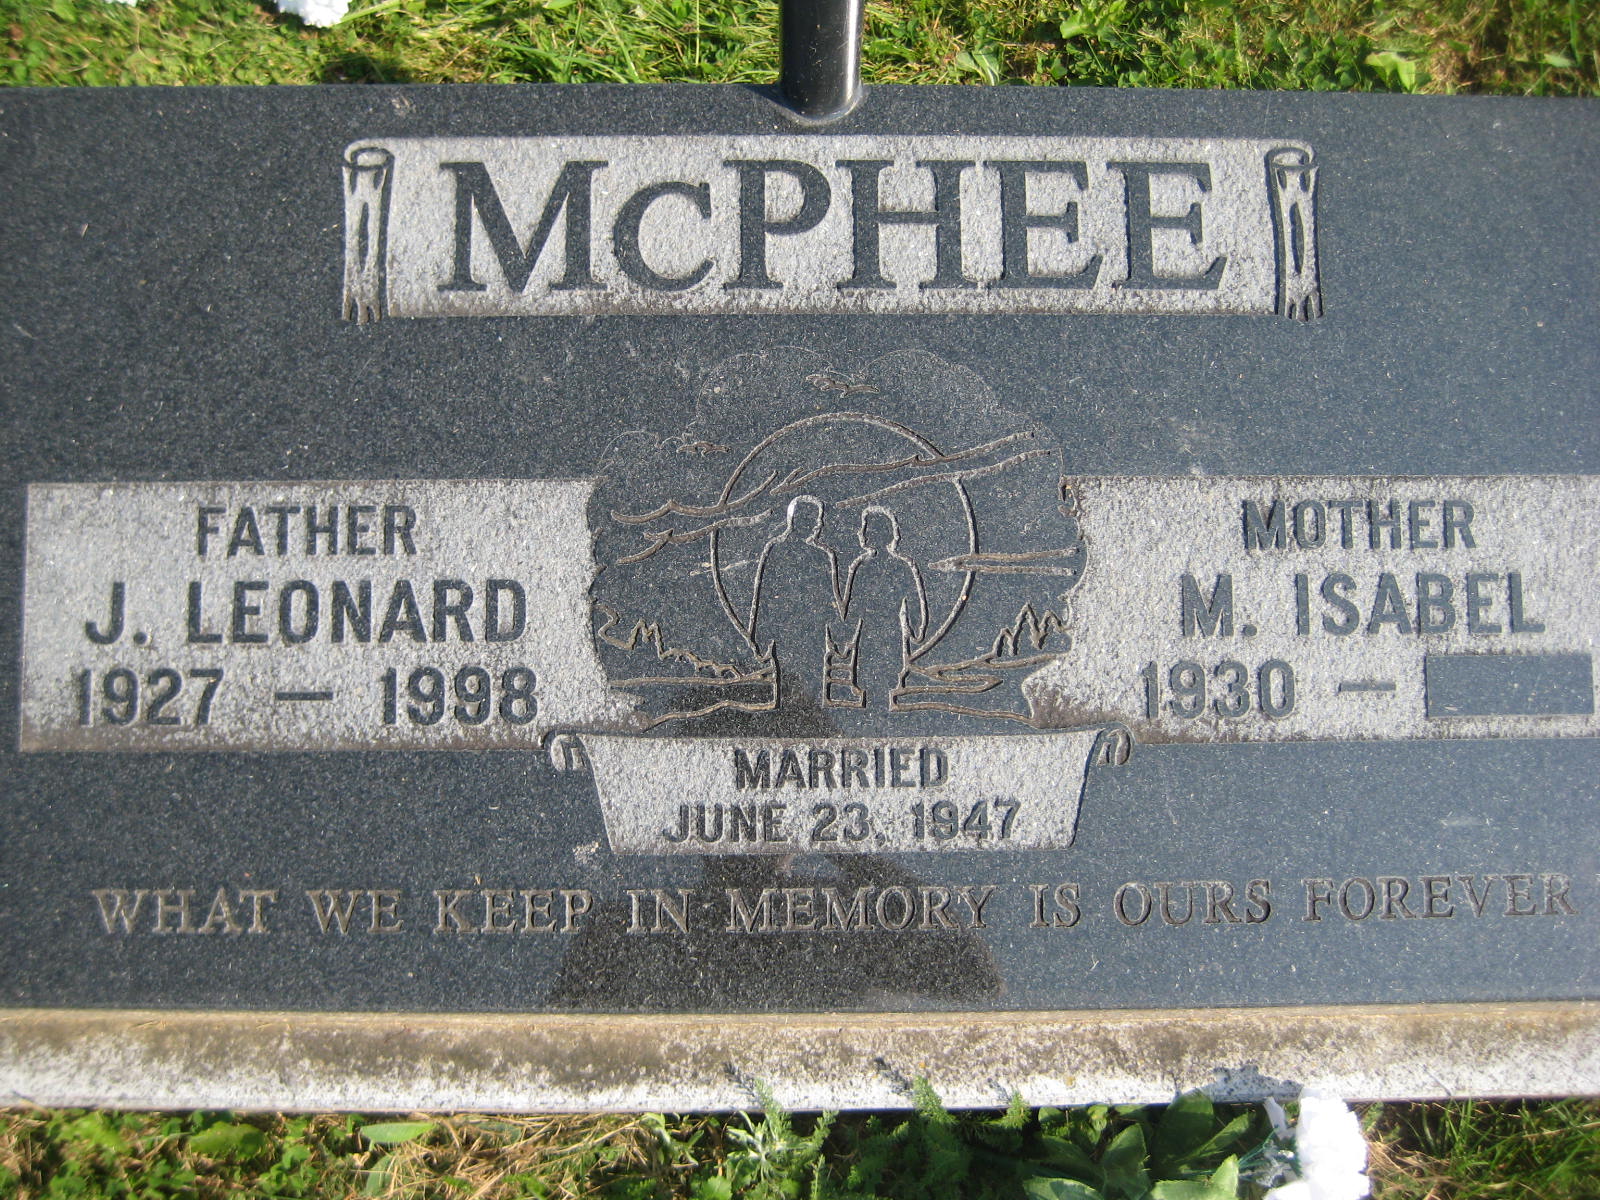 McPHEE
FATHER
J. LEONARD
1927 — 1998
MOTHER
M. ISABEL
1930 —
MARRIED
JUNE 23, 1947
WHAT WE KEEP IN MEMORY IS OURS FOREVER